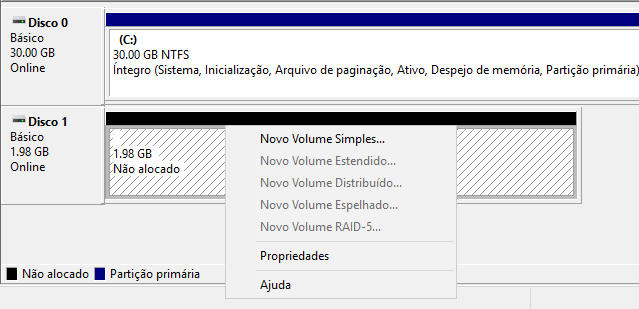 Disco 0
Básico
30.00 GB
Online
(C:)
30.00 GB NTFS
Íntegro (Sistema, Inicialização, Arquivo de paginação, Ativo, Despejo de memória, Partição primária)
Disco 1
Básico
1.98 GB
Online
1.98 GB
Não alocado
Novo Volume Simples...
Novo Volume Estendido...
Novo Volume Distribuído...
Novo Volume Espelhado...
Novo Volume RAID-5...
Propriedades
Ajuda
Não alocado
Partição primária